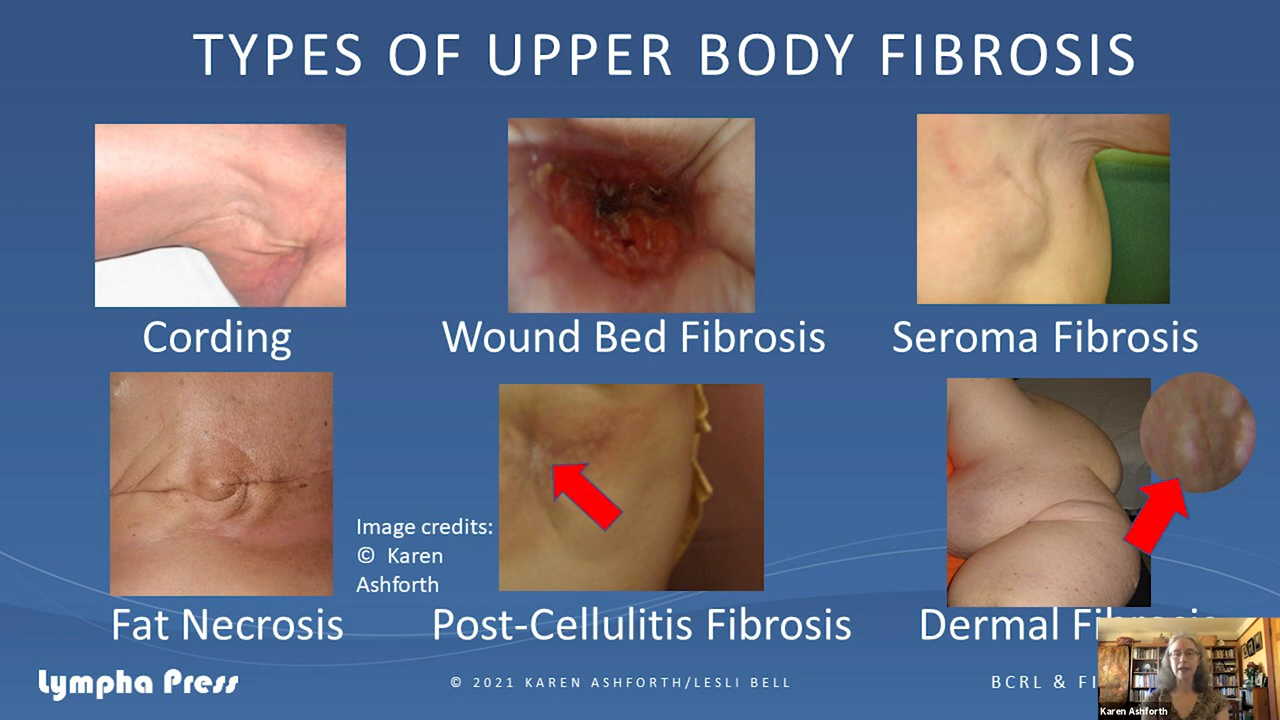 TYPES OF UPPER BODY FIBROSIS
Cording
Wound Bed Fibrosis
Seroma Fibrosis
Image credits:
© Karen
Ashforth
Fat Necrosis
Post-Cellulitis Fibrosis
Dermal
Lympha Press
© 2021 KAREN ASHFORTH/LESLI BELL
BCRL &
Karen Ashforth